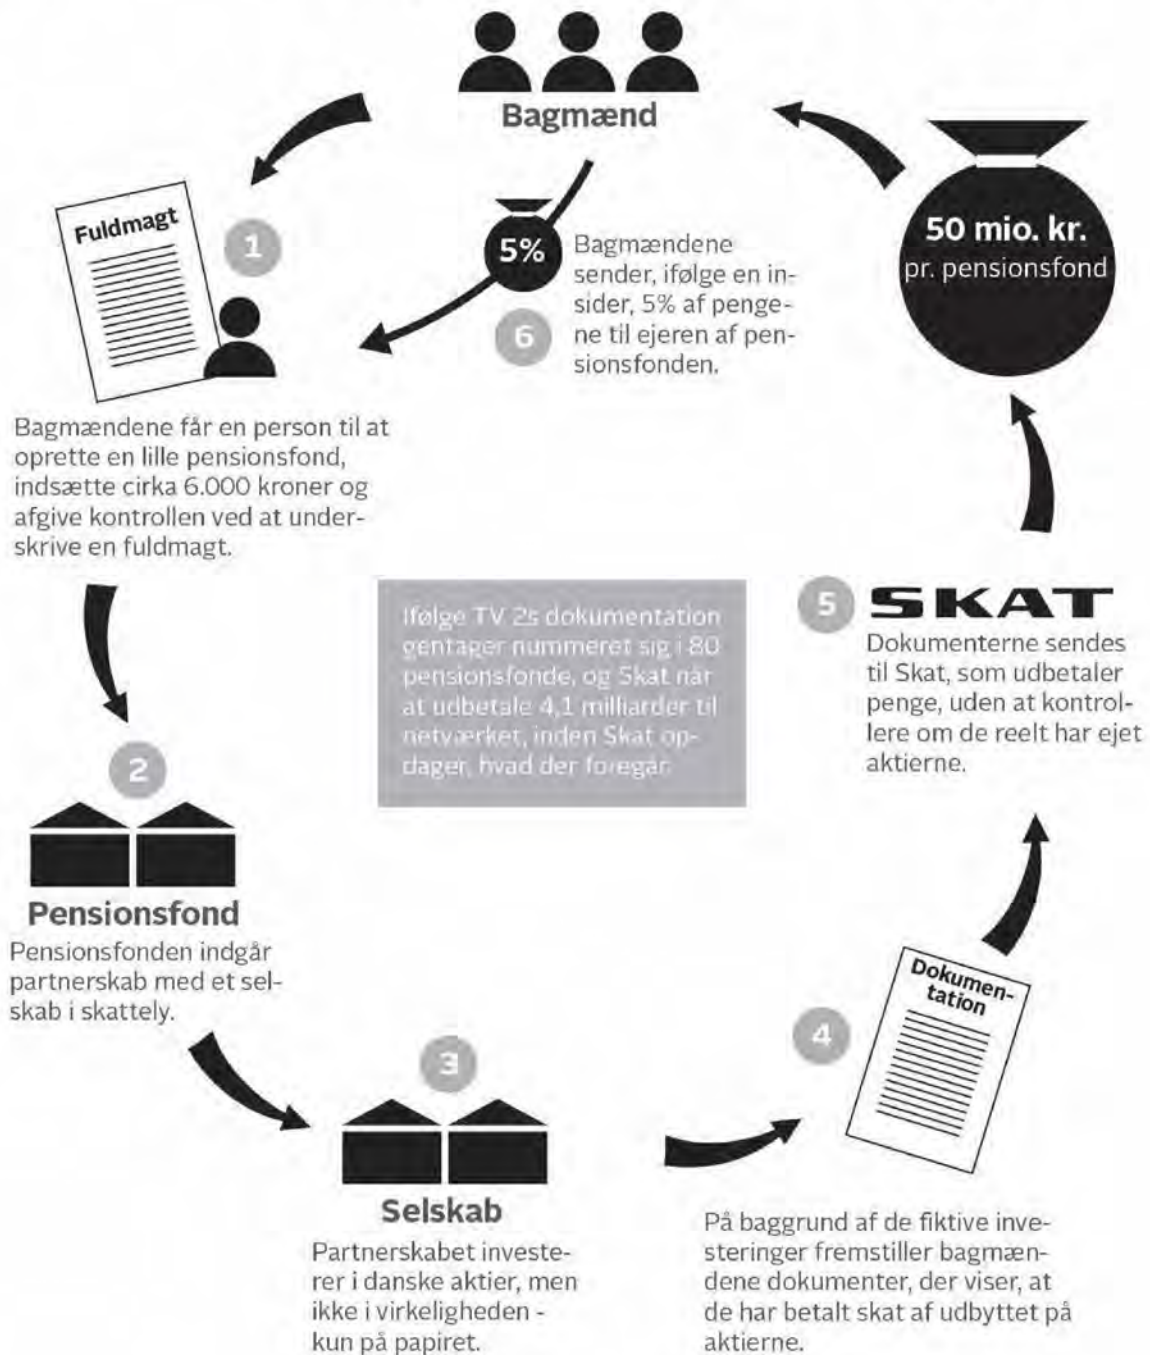 Bagmænd
Fuldmagt
1
Bagmændene får en person til at
oprette en lille pensionsfond,
indsætte cirka 6.000 kroner og
afgive kontrollen ved at under-
skrive en fuldmagt.
2
Pensionsfond
Pensionsfonden indgår
partnerskab med et sel-
skab i skattely.
3
Selskab
Partnerskabet investe-
rer i danske aktier, men
ikke i virkeligheden -
kun på papiret.
4
Dokumen-
tation
På baggrund af de fiktive inve-
steringer fremstiller bagmæn-
dene dokumenter, der viser, at
de har betalt skat af udbyttet på
aktierne.
5
SKAT
Dokumenterne sendes
til Skat, som udbetaler
penge, uden at kontrol-
lere om de reelt har ejet
aktierne.
50 mio. kr.
pr. pensionsfond
5%
6
Bagmændene
sender, ifølge en in-
sider, 5% af penge-
ne til ejeren af pen-
sionsfonden.
Ifølge TV 2s dokumentation
gentager nummeret sig i 80
pensionsfonde, og Skat når
at udbetale 4,1 milliarder til
netværket, inden Skat op-
dager, hvad der foregår.